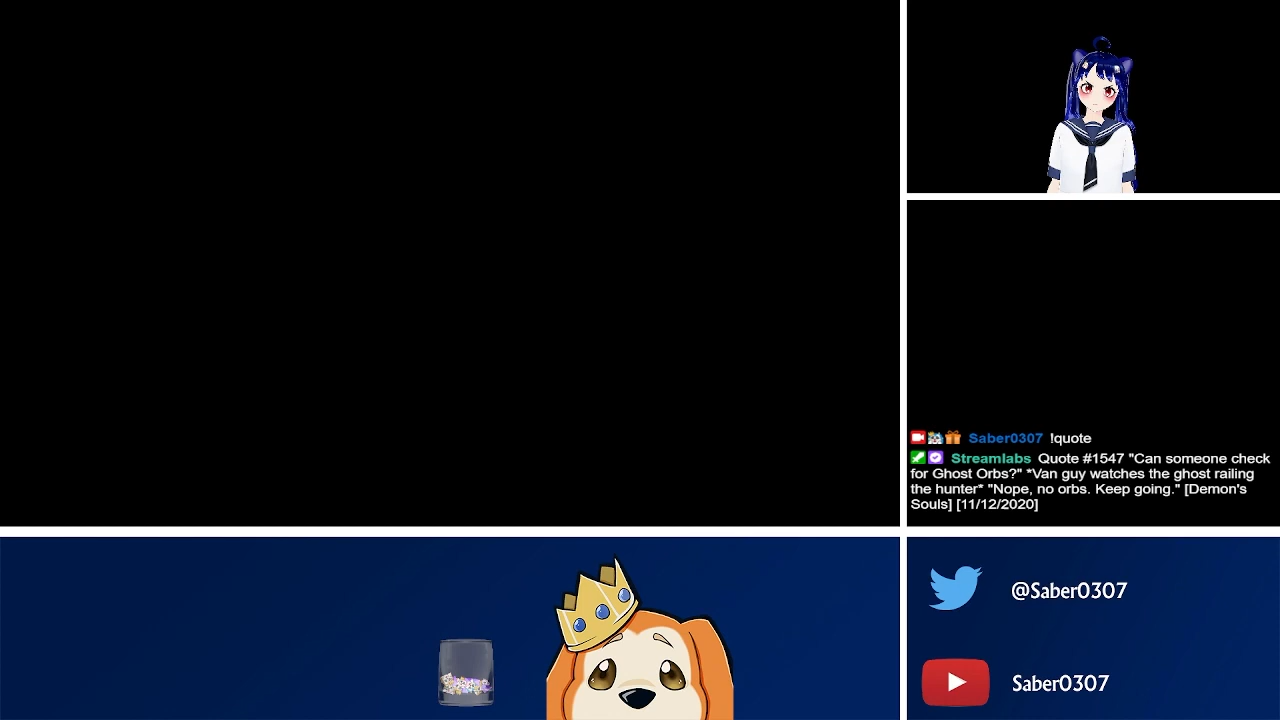 Saber0307 !quote
Streamlabs Quote #1547 "Can someone check
for Ghost Orbs?" *Van guy watches the ghost railing
the hunter* "Nope, no orbs. Keep going." [Demon's
Souls] [11/12/2020]
@Saber0307
Saber0307